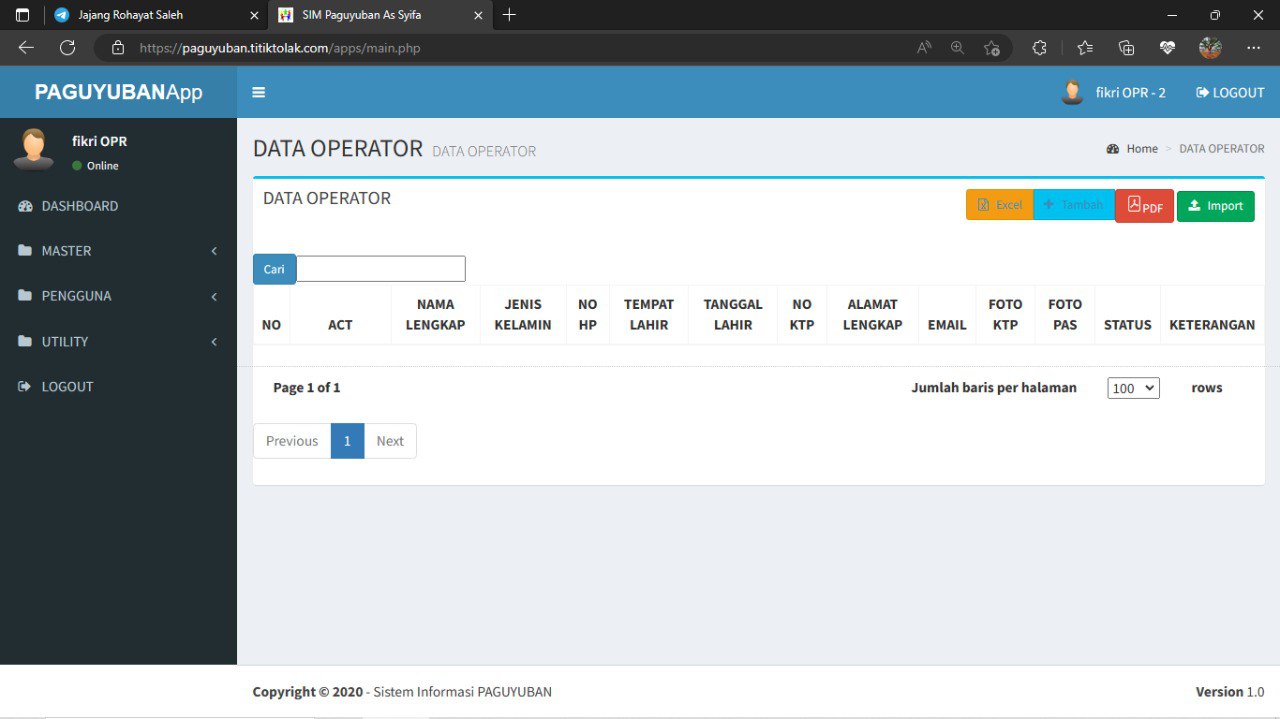 Jajang Rohayat Saleh
SIM Paguyuban As Syifa
https://paguyuban.titiktolak.com/apps/main.php
PAGUYUBANApp
fikri OPR - 2
LOGOUT
fikri OPR
Online
DASHBOARD
MASTER
PENGGUNA
UTILITY
LOGOUT
DATA OPERATOR DATA OPERATOR
Home > DATA OPERATOR
DATA OPERATOR
Excel
Tambah
PDF
Import
Cari
NO
ACT
NAMA LENGKAP
JENIS KELAMIN
NO HP
TEMPAT LAHIR
TANGGAL LAHIR
NO KTP
ALAMAT LENGKAP
EMAIL
FOTO KTP
FOTO PAS
STATUS
KETERANGAN
Page 1 of 1
Jumlah baris per halaman 100 rows
Previous 1 Next
Copyright © 2020 - Sistem Informasi PAGUYUBAN
Version 1.0